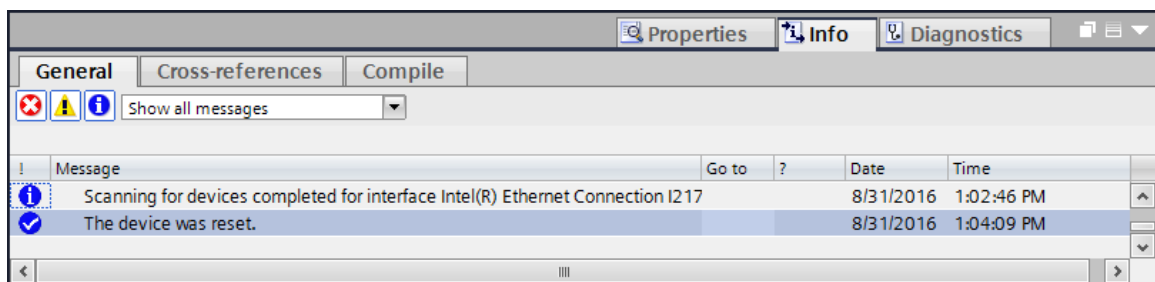 Properties Info Diagnostics
General Cross-references Compile
Show all messages
! Message Go to ? Date Time
Scanning for devices completed for interface Intel(R) Ethernet Connection I217 8/31/2016 1:02:46 PM
The device was reset. 8/31/2016 1:04:09 PM